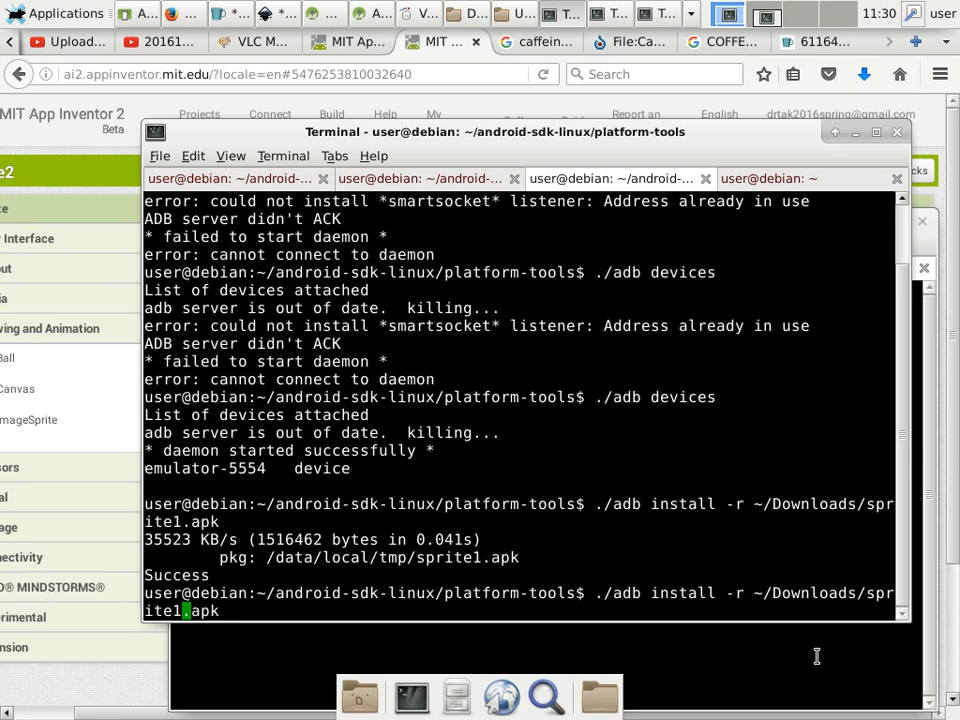 Applications
A...
*...
*...
A...
V...
D...
U...
T...
T...
T...
11:30
user
Upload...
20161...
VLC M...
MIT Ap...
MIT ...
caffein...
File:Ca...
COFFE...
61164...
ai2.appinventor.mit.edu/?locale=en#5476253810032640
Search
MIT App Inventor 2
Beta
Projects
Connect
Build
Help
My
Report an
English
drtak2016spring@gmail.com
Terminal - user@debian: ~/android-sdk-linux/platform-tools
File Edit View Terminal Tabs Help
user@debian: ~/android-...
user@debian: ~/android-...
user@debian: ~/android-...
user@debian: ~
error: could not install *smartsocket* listener: Address already in use
ADB server didn't ACK
* failed to start daemon *
error: cannot connect to daemon
user@debian:~/android-sdk-linux/platform-tools$ ./adb devices
List of devices attached
adb server is out of date.  killing...
error: could not install *smartsocket* listener: Address already in use
ADB server didn't ACK
* failed to start daemon *
error: cannot connect to daemon
user@debian:~/android-sdk-linux/platform-tools$ ./adb devices
List of devices attached
adb server is out of date.  killing...
* daemon started successfully *
emulator-5554   device
user@debian:~/android-sdk-linux/platform-tools$ ./adb install -r ~/Downloads/spr
ite1.apk
35523 KB/s (1516462 bytes in 0.041s)
pkg: /data/local/tmp/sprite1.apk
Success
user@debian:~/android-sdk-linux/platform-tools$ ./adb install -r ~/Downloads/spr
ite1.apk
e2
cks
te
r Interface
out
ia
wing and Animation
Ball
Canvas
mageSprite
sors
al
age
O® MINDSTORMS®
erimental
nsion